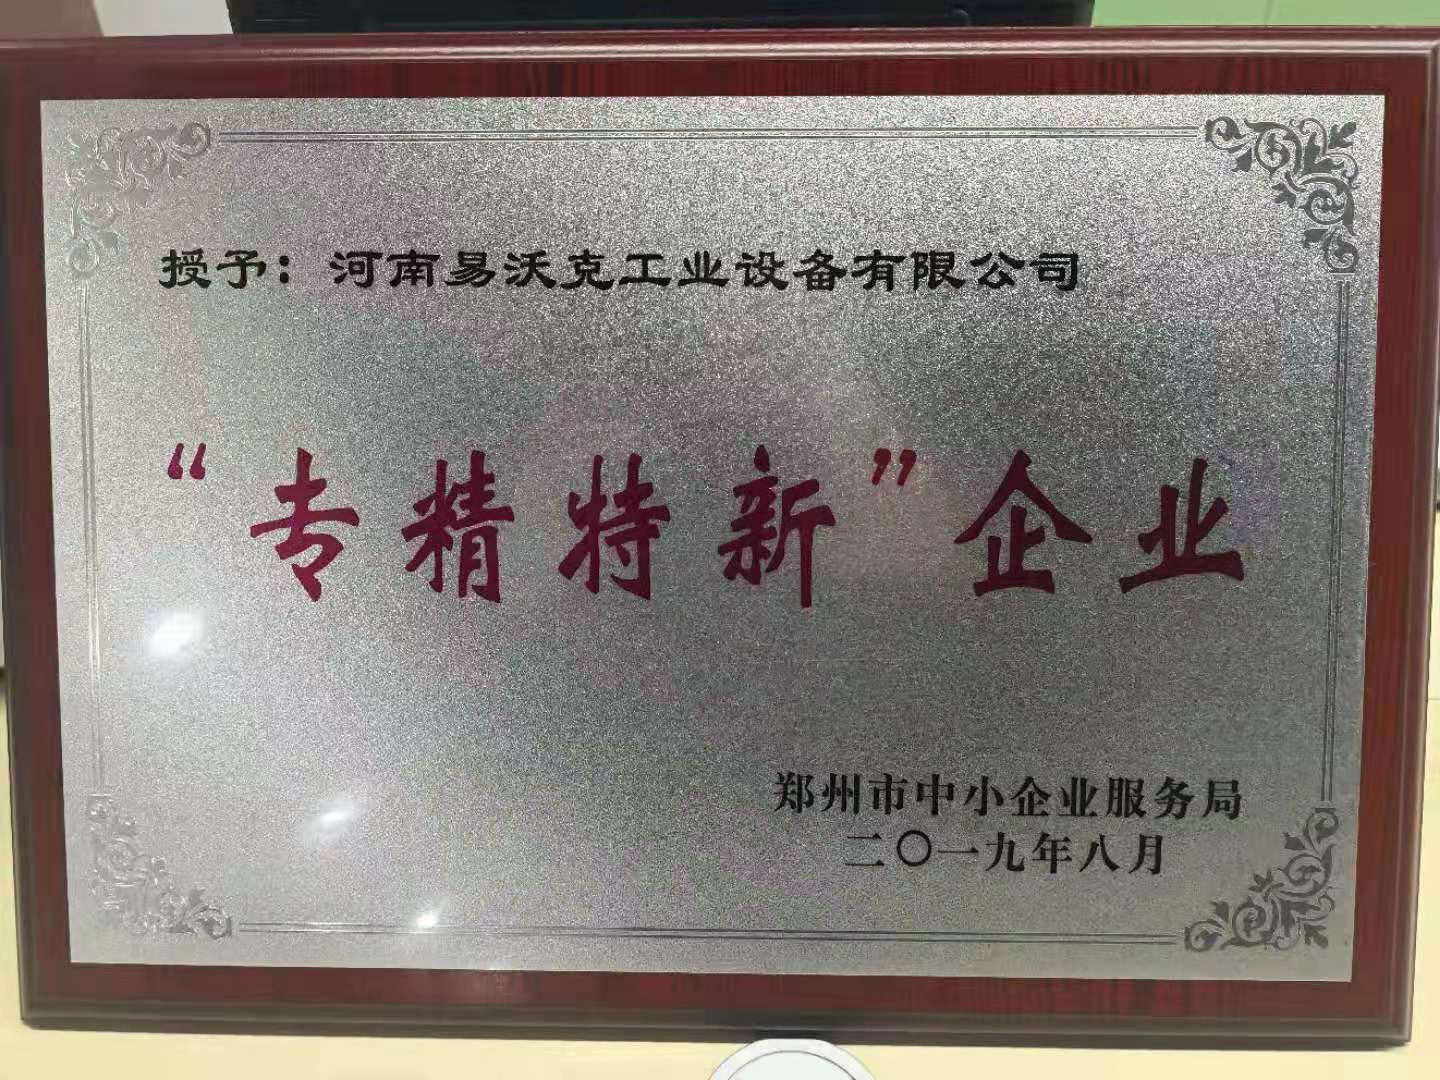 授予：河南易沃克工业设备有限公司
“专精特新”企业
郑州市中小企业服务局
二〇一九年八月